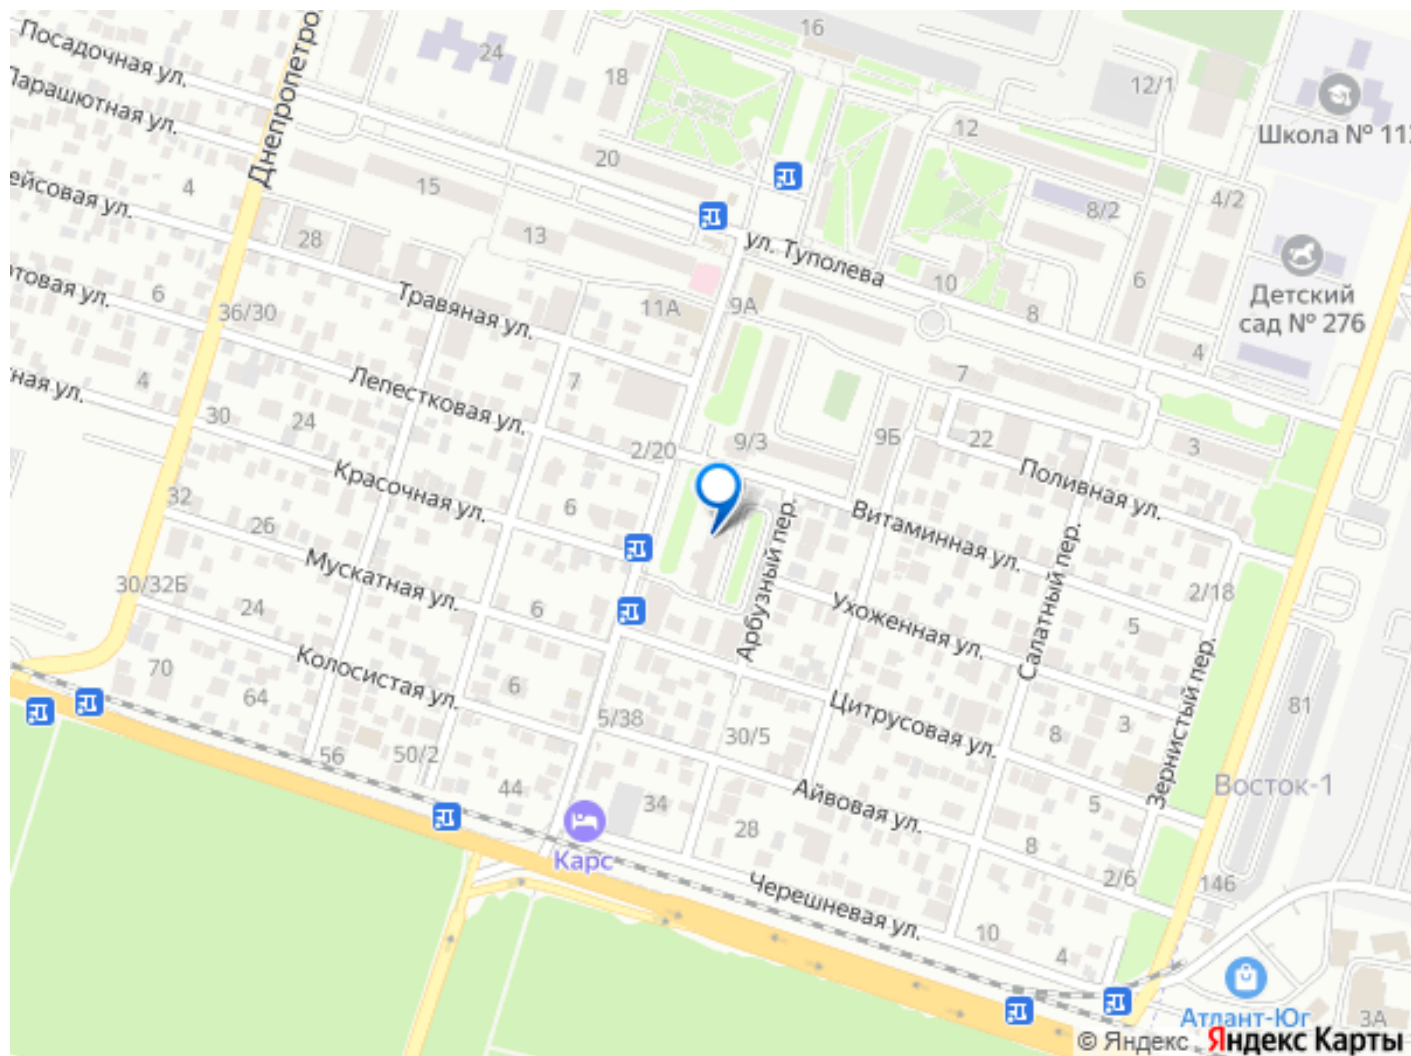 16
24
18
12/1
Посадочная ул.
Парашютная ул.
Днепропетро
Школа № 11
12
20
15
4
8/2
4/2
ейсовая ул.
28
13
ул. Туполева
10
6
8
Детский
сад № 276
товая ул.
6
36/30
Травяная ул.
11А
9А
4
7
ная ул.
4
30
24
Лепестковая ул.
7
2/20
9/3
9Б
22
3
Поливная ул.
32
26
Красочная ул.
6
Витаминная ул.
30/32Б
24
Мускатная ул.
6
Арбузный пер.
Ухоженная ул.
Салатный пер.
5
2/18
70
64
Колосистая ул.
6
5/38
30/5
Цитрусовая ул.
8
3
Зернистый пер.
81
56
50/2
44
34
28
Айвовая ул.
5
Восток-1
Карс
8
2/6
146
Черешневая ул.
10
4
Атлант-Юг
3А
© Яндекс Яндекс Карты